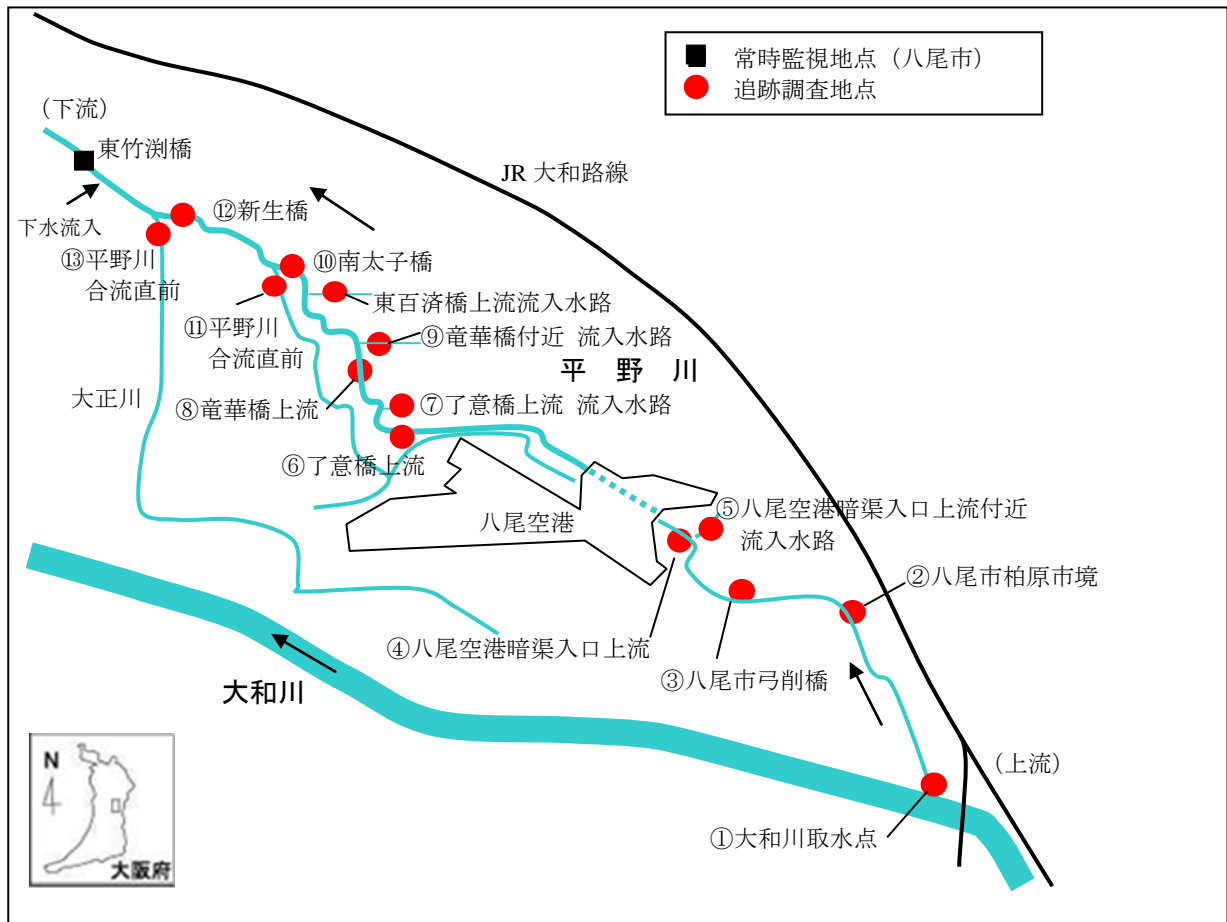 常時監視地点（八尾市）
追跡調査地点
（下流）
東竹渕橋
JR 大和路線
下水流入
⑫新生橋
⑬平野川
合流直前
⑩南太子橋
東百済橋上流流入水路
⑪平野川
合流直前
⑨竜華橋付近 流入水路
平 野 川
大正川
⑧竜華橋上流
⑦了意橋上流 流入水路
⑥了意橋上流
八尾空港
⑤八尾空港暗渠入口上流付近
流入水路
②八尾市柏原市境
④八尾空港暗渠入口上流
③八尾市弓削橋
大和川
（上流）
①大和川取水点
N
大阪府